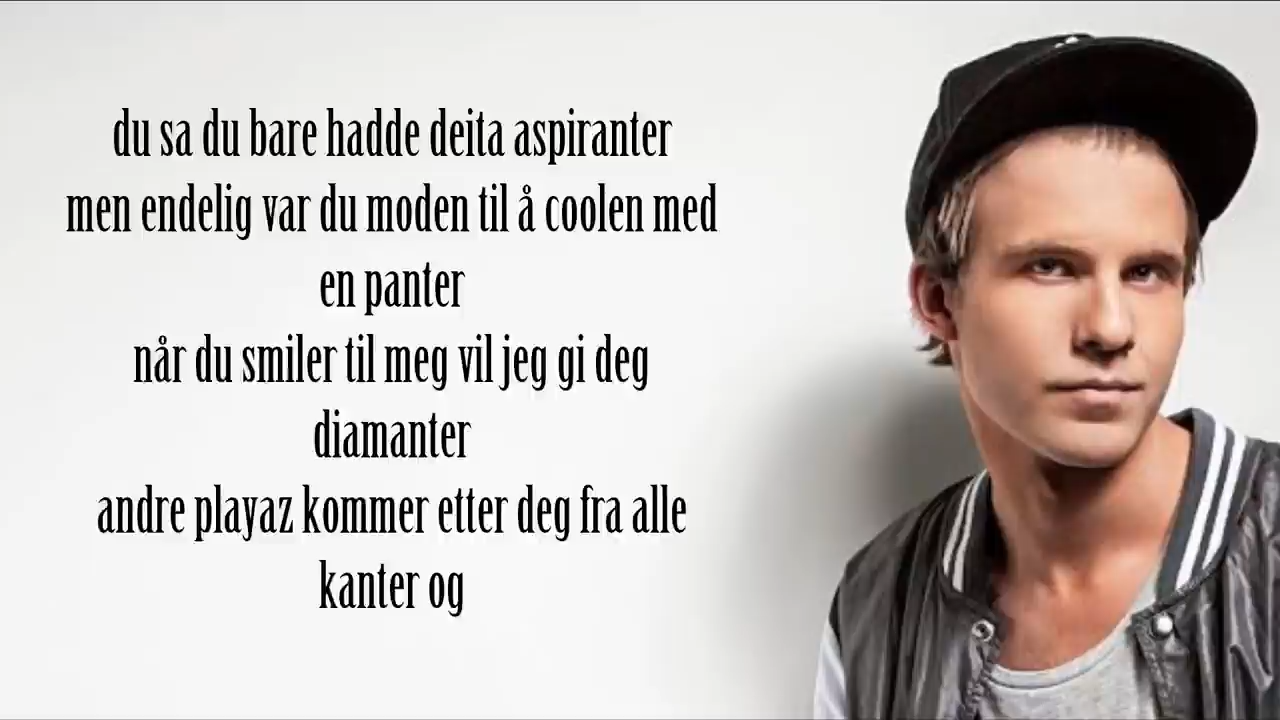 du sa du bare hadde deita aspiranter
men endelig var du moden til å coolen med
en panter
når du smiler til meg vil jeg gi deg
diamanter
andre playaz kommer etter deg fra alle
kanter og